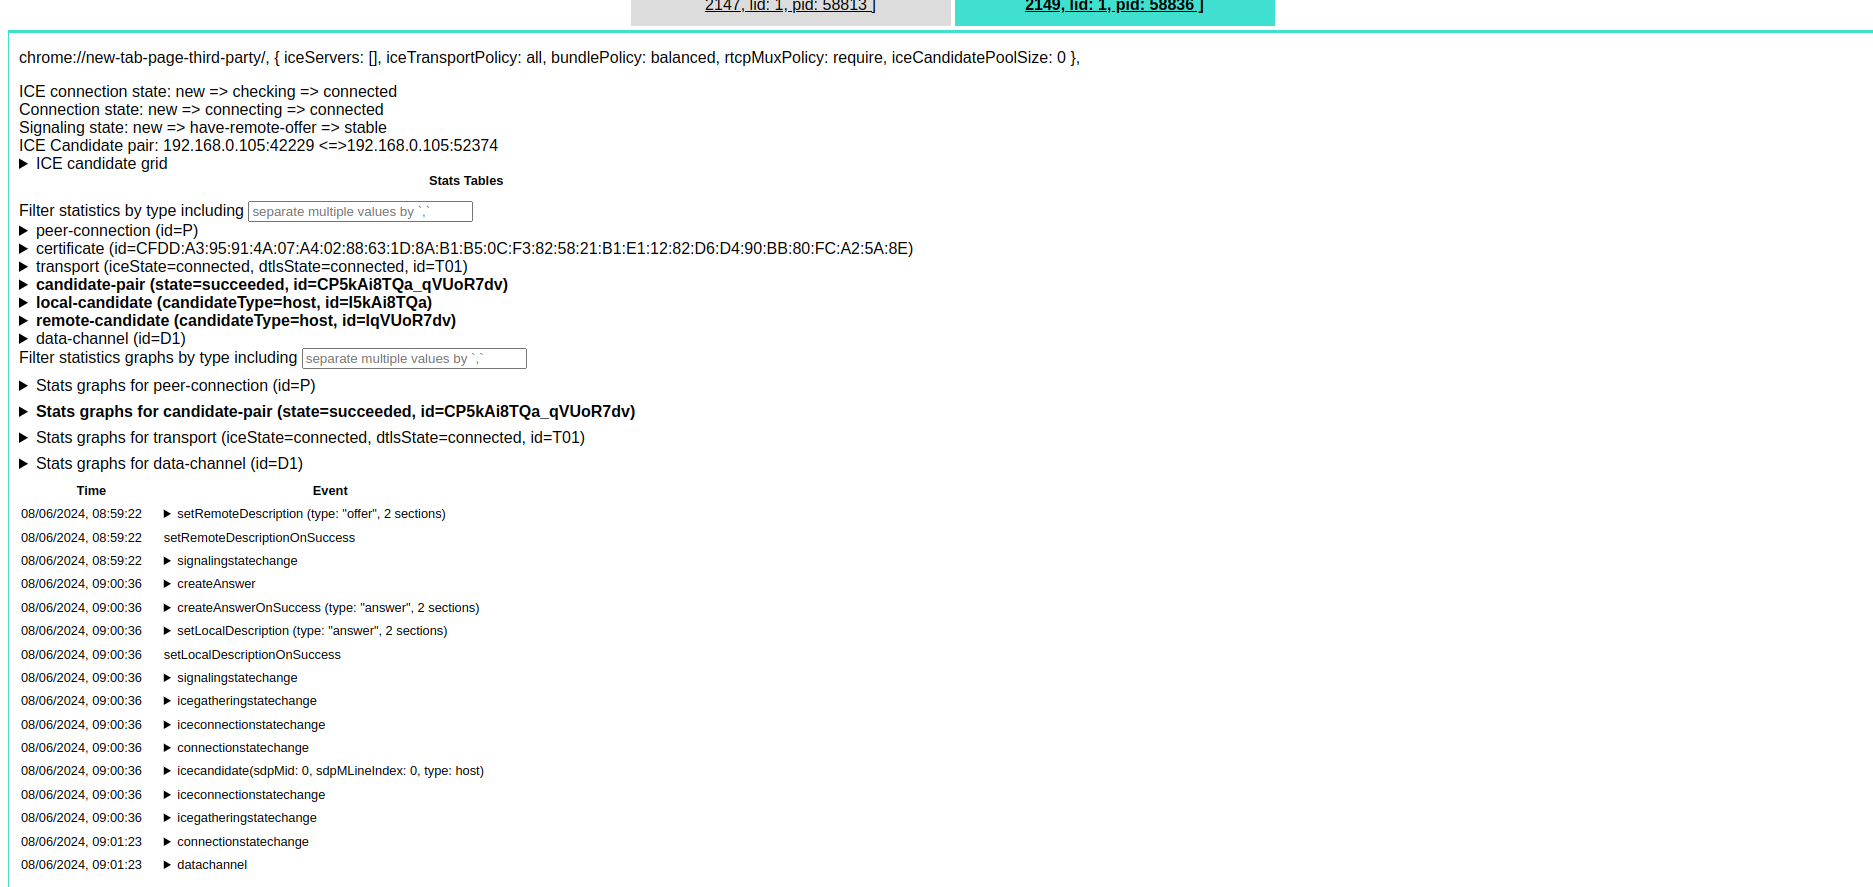 2147, lid: 1, pid: 58813 ]
2149, lid: 1, pid: 58836 ]
chrome://new-tab-page-third-party/, { iceServers: [], iceTransportPolicy: all, bundlePolicy: balanced, rtcpMuxPolicy: require, iceCandidatePoolSize: 0 },
ICE connection state: new => checking => connected
Connection state: new => connecting => connected
Signaling state: new => have-remote-offer => stable
ICE Candidate pair: 192.168.0.105:42229 <=>192.168.0.105:52374
ICE candidate grid
Stats Tables
Filter statistics by type including separate multiple values by `,`
peer-connection (id=P)
certificate (id=CFDD:A3:95:91:4A:07:A4:02:88:63:1D:8A:B1:B5:0C:F3:82:58:21:B1:E1:12:82:D6:D4:90:BB:80:FC:A2:5A:8E)
transport (iceState=connected, dtlsState=connected, id=T01)
candidate-pair (state=succeeded, id=CP5kAi8TQa_qVUoR7dv)
local-candidate (candidateType=host, id=I5kAi8TQa)
remote-candidate (candidateType=host, id=IqVUoR7dv)
data-channel (id=D1)
Filter statistics graphs by type including separate multiple values by `,`
Stats graphs for peer-connection (id=P)
Stats graphs for candidate-pair (state=succeeded, id=CP5kAi8TQa_qVUoR7dv)
Stats graphs for transport (iceState=connected, dtlsState=connected, id=T01)
Stats graphs for data-channel (id=D1)
Time Event
08/06/2024, 08:59:22 setRemoteDescription (type: "offer", 2 sections)
08/06/2024, 08:59:22 setRemoteDescriptionOnSuccess
08/06/2024, 08:59:22 signalingstatechange
08/06/2024, 09:00:36 createAnswer
08/06/2024, 09:00:36 createAnswerOnSuccess (type: "answer", 2 sections)
08/06/2024, 09:00:36 setLocalDescription (type: "answer", 2 sections)
08/06/2024, 09:00:36 setLocalDescriptionOnSuccess
08/06/2024, 09:00:36 signalingstatechange
08/06/2024, 09:00:36 icegatheringstatechange
08/06/2024, 09:00:36 iceconnectionstatechange
08/06/2024, 09:00:36 connectionstatechange
08/06/2024, 09:00:36 icecandidate(sdpMid: 0, sdpMLineIndex: 0, type: host)
08/06/2024, 09:00:36 iceconnectionstatechange
08/06/2024, 09:00:36 icegatheringstatechange
08/06/2024, 09:01:23 connectionstatechange
08/06/2024, 09:01:23 datachannel